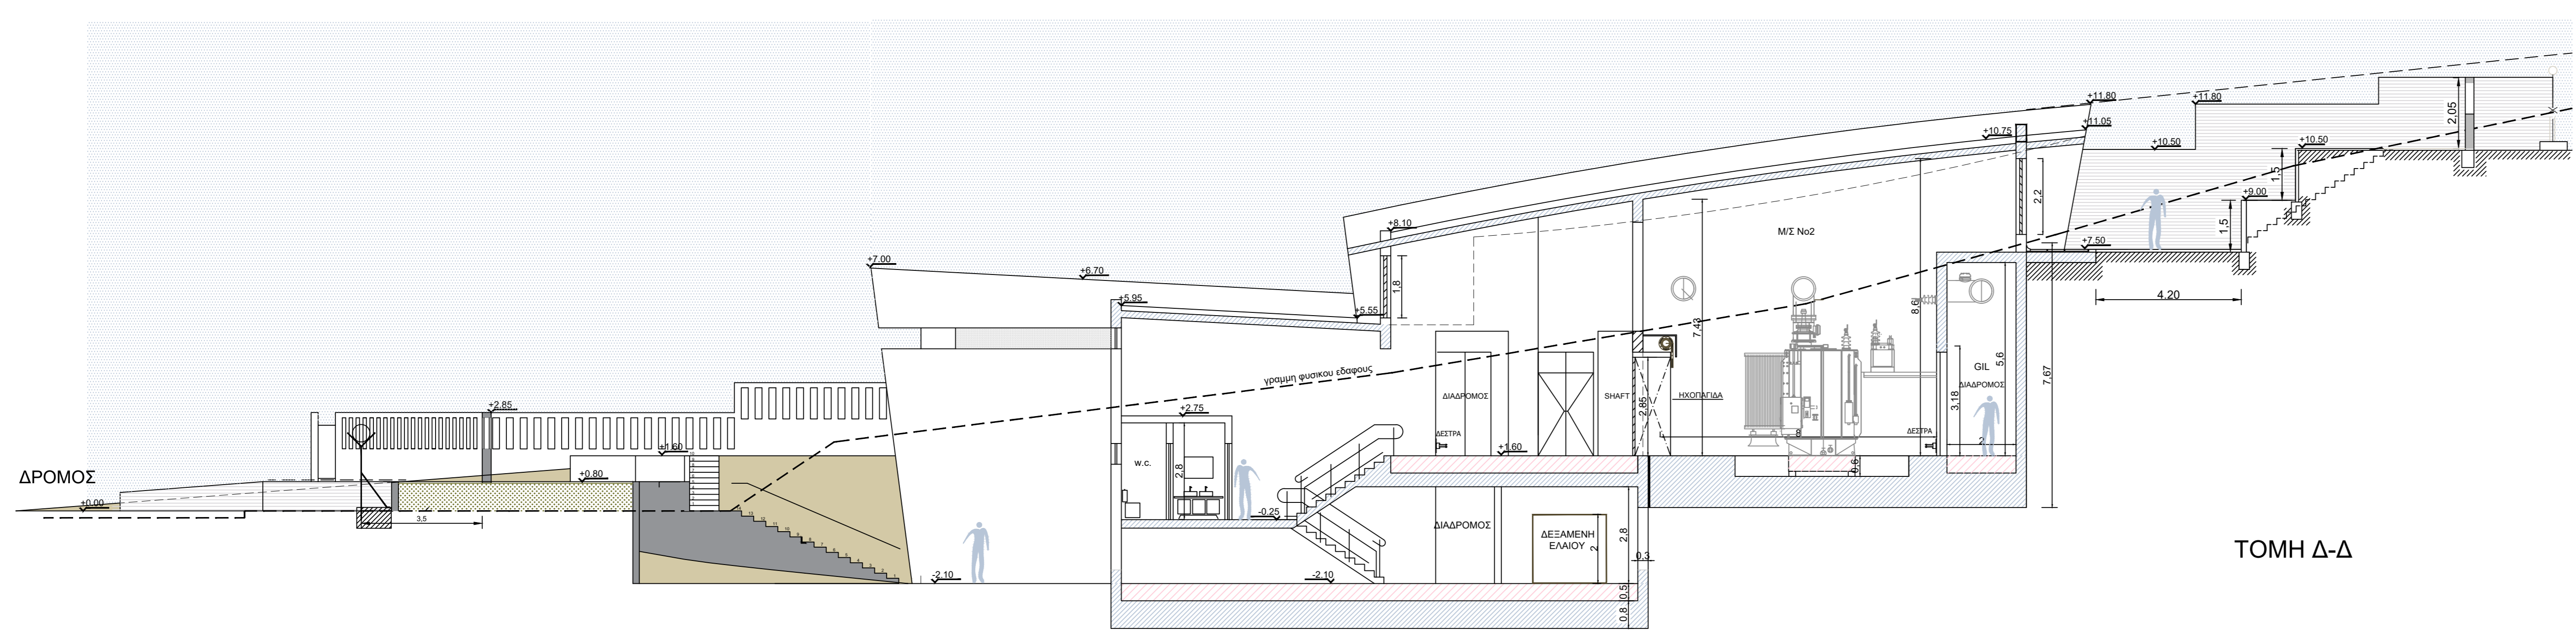 +11.80
+11.80
2,05
+11.05
+10.75
+10.50
+10.50
1,5
+9.00
2,2
+8.10
1,5
Μ/Σ Νο2
+7.50
+7.00
+6.70
1,8
4.20
+5.95
+5.55
8,6
7,43
5,6
GIL
7,67
γραμμη φυσικου εδαφους
ΔΙΑΔΡΟΜΟΣ
ΔΙΑΔΡΟΜΟΣ
SHAFT
ΗΧΟΠΑΓΙΔΑ
2,85
3,18
+2.85
+2.75
ΔΕΣΤΡΑ
ΔΕΣΤΡΑ
8
2
+1.60
+1.60
w.c.
2,8
0,6
ΔΡΟΜΟΣ
+0.80
+0.00
3,5
-0.25
ΔΙΑΔΡΟΜΟΣ
ΔΕΞΑΜΕΝΗ
ΕΛΑΙΟΥ
2
2,8
0,3
ΤΟΜΗ Δ-Δ
-2.10
-2.10
0,5
0,8